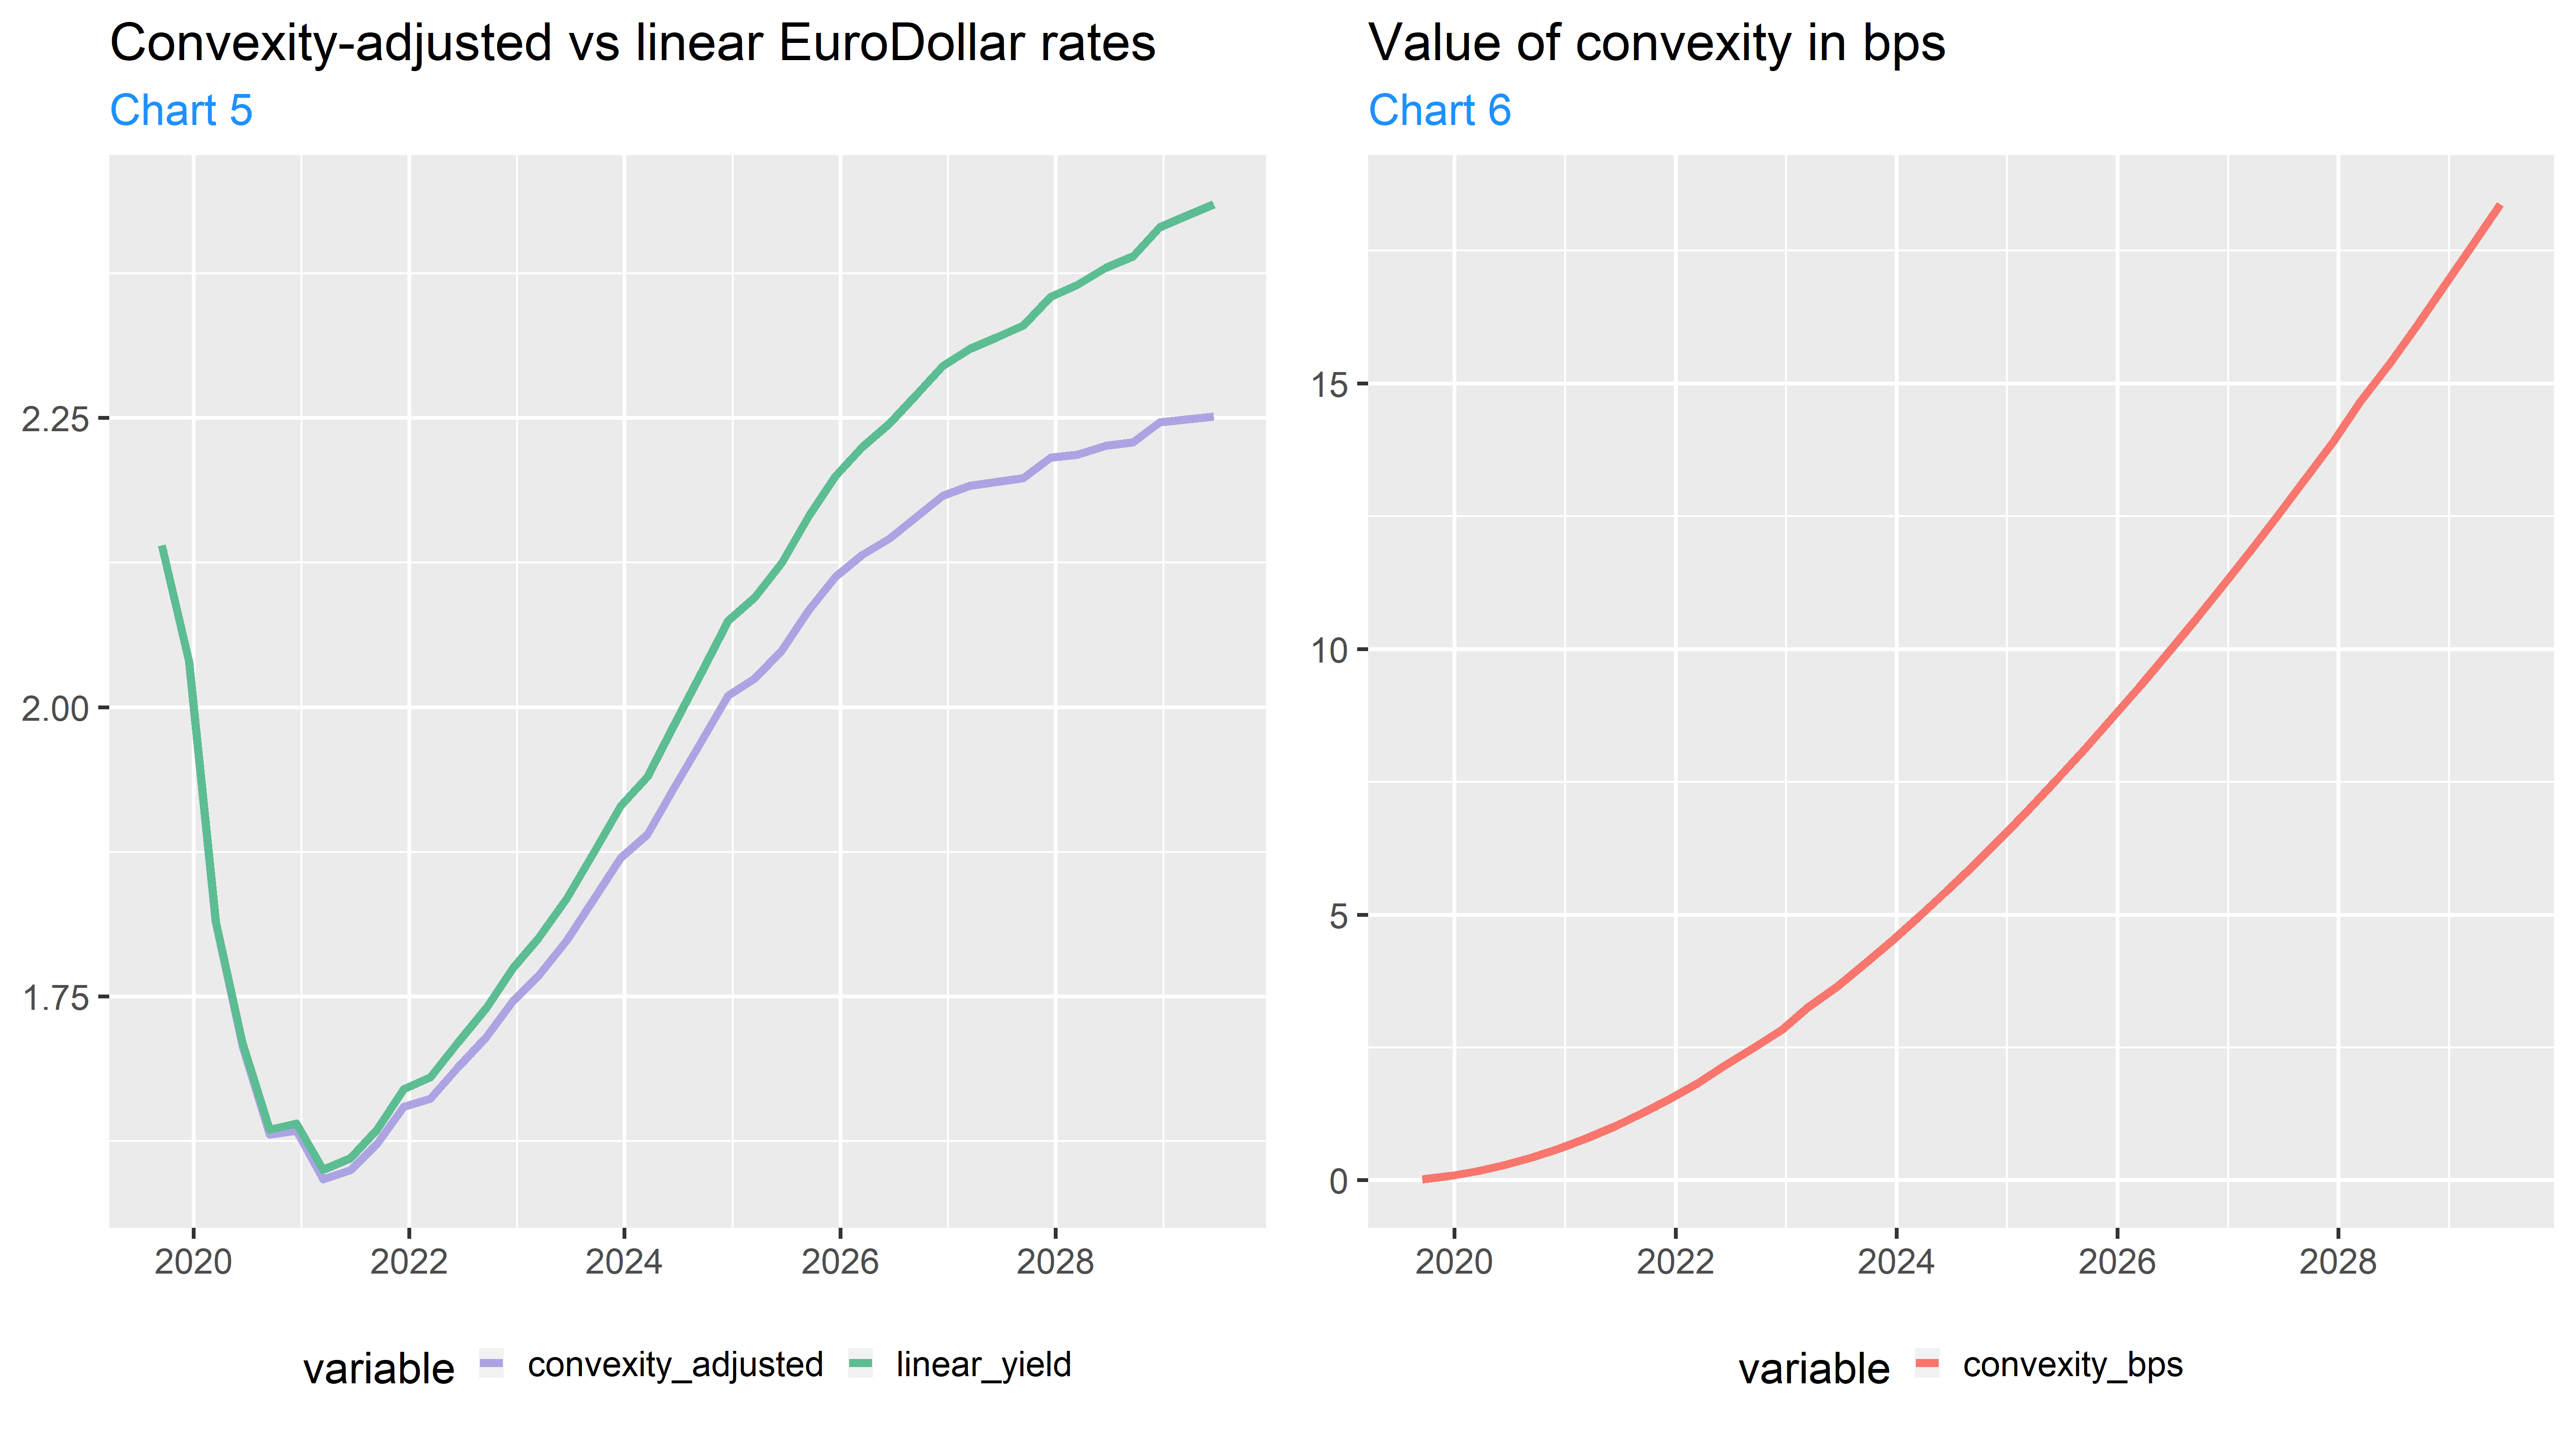 Convexity-adjusted vs linear EuroDollar rates
Chart 5
2.25
2.00
1.75
2020 2022 2024 2026 2028
variable convexity_adjusted linear_yield
Value of convexity in bps
Chart 6
15
10
5
0
2020 2022 2024 2026 2028
variable convexity_bps